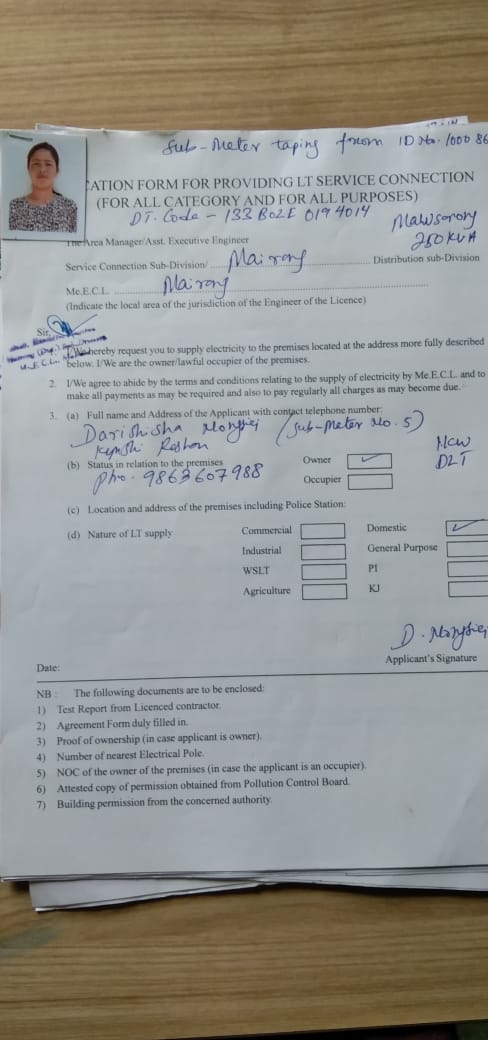 Sub-Meter taping from ID No. 1000 86
CATION FORM FOR PROVIDING LT SERVICE CONNECTION
(FOR ALL CATEGORY AND FOR ALL PURPOSES)
DT. Code - 133 B02E 0194014
Mawsorong
250 KVA
The Area Manager/Asst. Executive Engineer
Service Connection Sub-Division/ Mairang Distribution sub-Division
Me.E.C.L. Mairang
(Indicate the local area of the jurisdiction of the Engineer of the Licence)
Sir,
I/We hereby request you to supply electricity to the premises located at the address more fully described
below. I/We are the owner/lawful occupier of the premises.
2. I/We agree to abide by the terms and conditions relating to the supply of electricity by Me.E.C.L. and to
make all payments as may be required and also to pay regularly all charges as may become due.
3. (a) Full name and Address of the Applicant with contact telephone number:
Darishisha (Sub-Meter No. 5)
New
DLT
(b) Status in relation to the premises
Owner ✓
Pho. 9863607988
Occupier
(c) Location and address of the premises including Police Station:
(d) Nature of LT supply Commercial Domestic ✓
Industrial General Purpose
WSLT PI
Agriculture KJ
Applicant's Signature
Date:
NB : The following documents are to be enclosed:
1) Test Report from Licenced contractor.
2) Agreement Form duly filled in.
3) Proof of ownership (in case applicant is owner).
4) Number of nearest Electrical Pole.
5) NOC of the owner of the premises (in case the applicant is an occupier).
6) Attested copy of permission obtained from Pollution Control Board.
7) Building permission from the concerned authority.